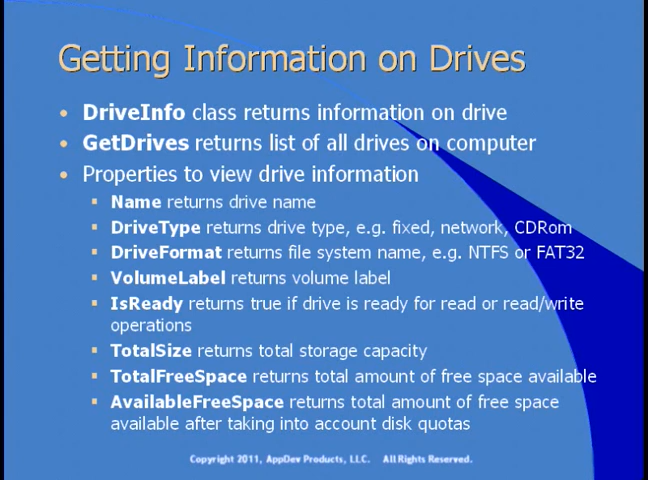 Getting Information on Drives
• DriveInfo class returns information on drive
• GetDrives returns list of all drives on computer
• Properties to view drive information
▪ Name returns drive name
▪ DriveType returns drive type, e.g. fixed, network, CDRom
▪ DriveFormat returns file system name, e.g. NTFS or FAT32
▪ VolumeLabel returns volume label
▪ IsReady returns true if drive is ready for read or read/write
operations
▪ TotalSize returns total storage capacity
▪ TotalFreeSpace returns total amount of free space available
▪ AvailableFreeSpace returns total amount of free space
available after taking into account disk quotas
Copyright 2011, AppDev Products, LLC. All Rights Reserved.